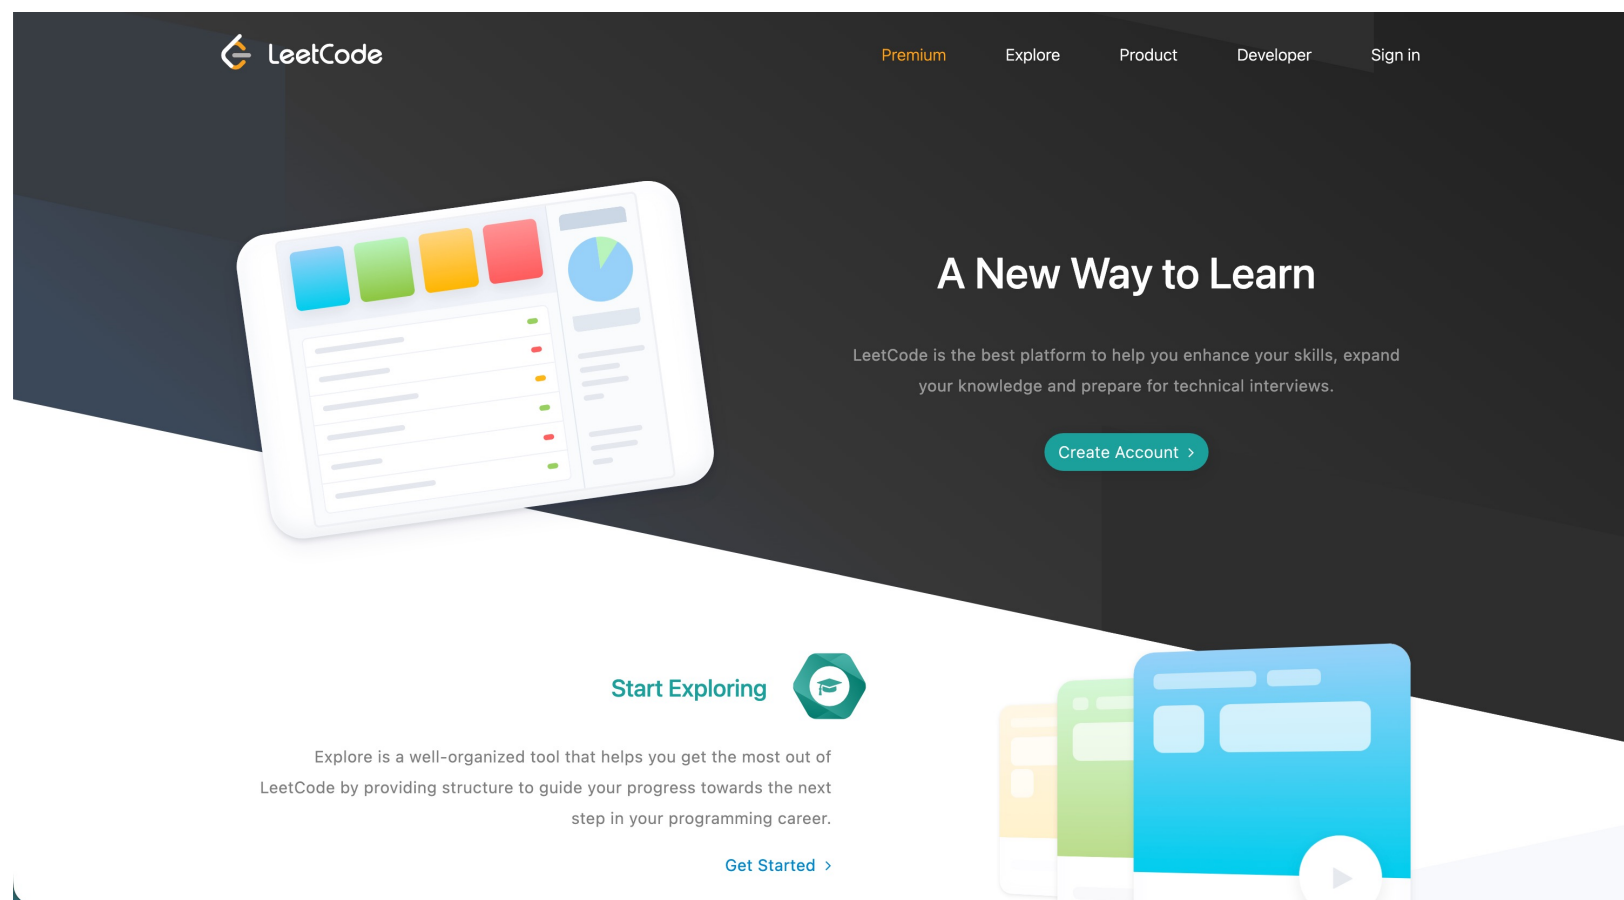 LeetCode
Premium
Explore
Product
Developer
Sign in
A New Way to Learn
LeetCode is the best platform to help you enhance your skills, expand
your knowledge and prepare for technical interviews.
Create Account
Start Exploring
Explore is a well-organized tool that helps you get the most out of
LeetCode by providing structure to guide your progress towards the next
step in your programming career.
Get Started